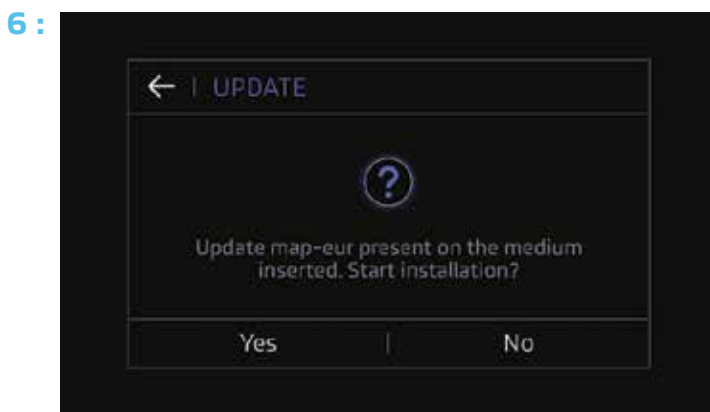 6 :
← | UPDATE
?
Update map-eur present on the medium
inserted. Start installation?
Yes | No